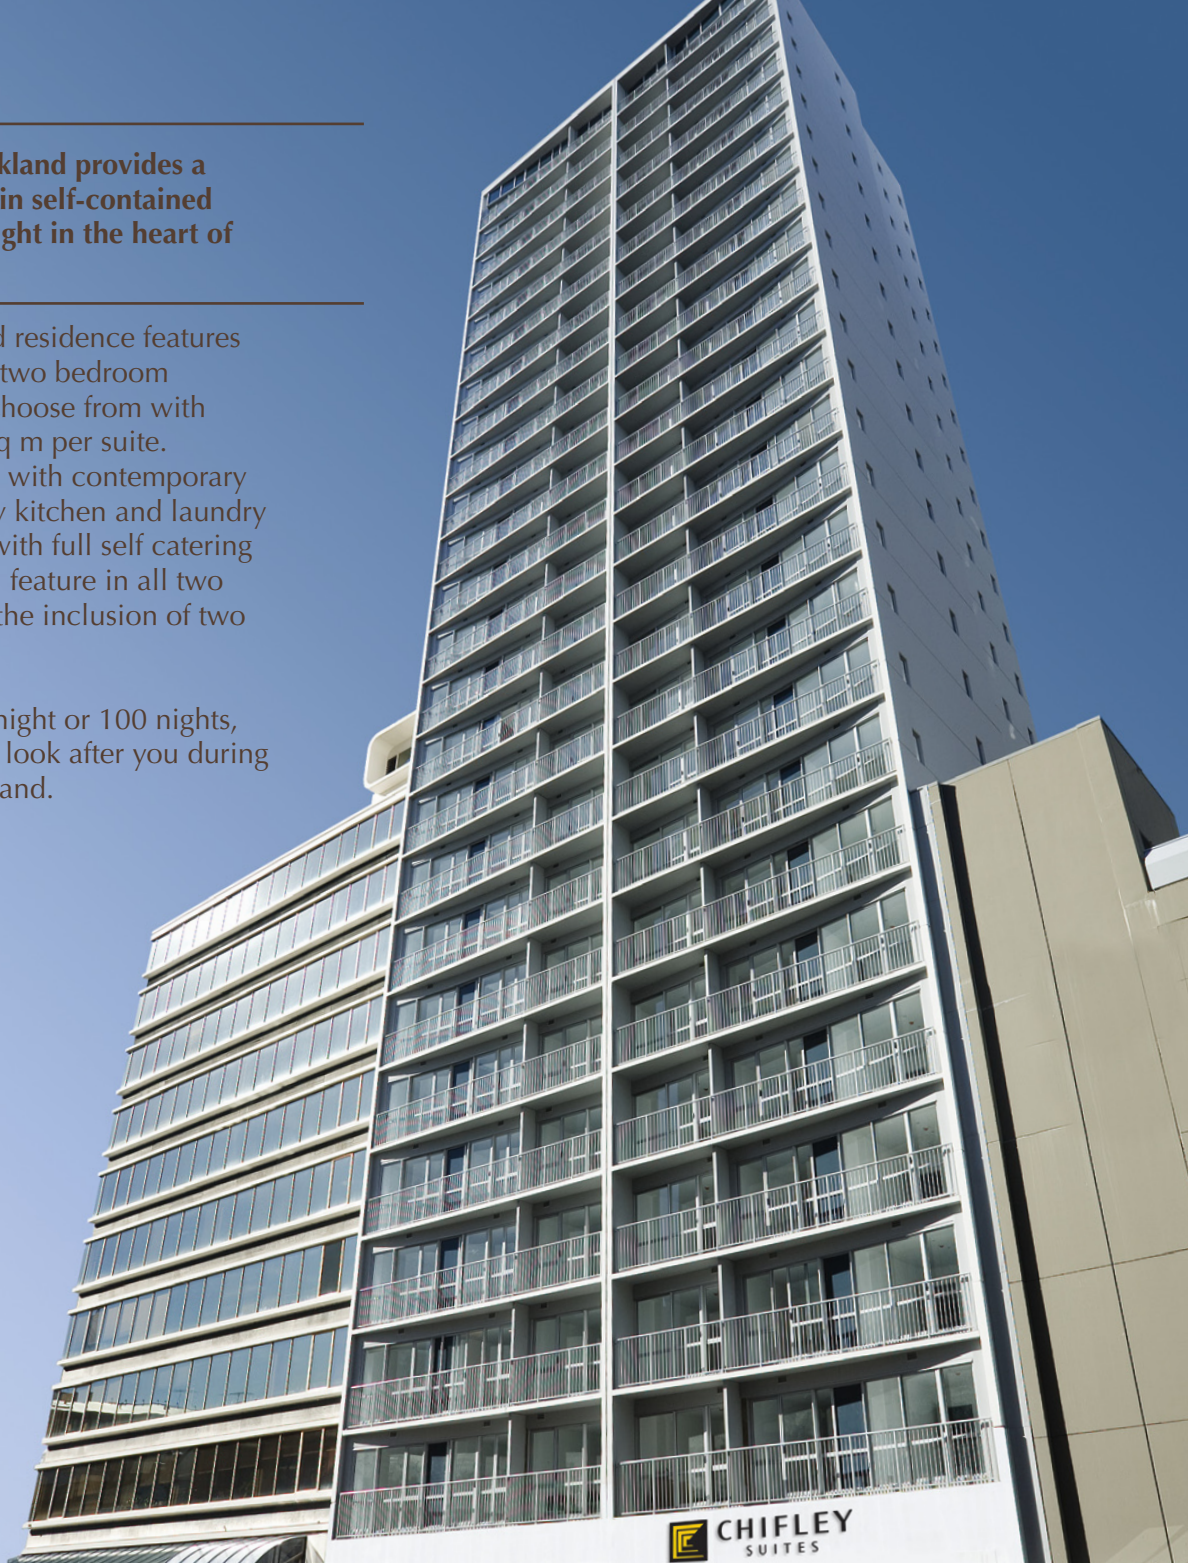 kland provides a
in self-contained
ght in the heart of
d residence features
two bedroom
hoose from with
q m per suite.
with contemporary
y kitchen and laundry
with full self catering
feature in all two
the inclusion of two
night or 100 nights,
look after you during
and.
CHIFLEY
SUITES